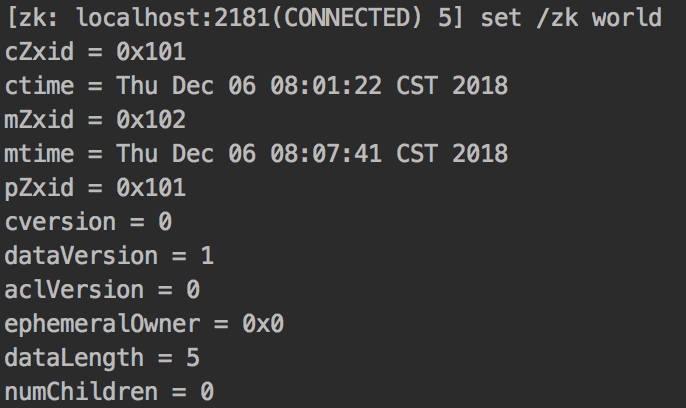 [zk: localhost:2181(CONNECTED) 5] set /zk world
cZxid = 0x101
ctime = Thu Dec 06 08:01:22 CST 2018
mZxid = 0x102
mtime = Thu Dec 06 08:07:41 CST 2018
pZxid = 0x101
cversion = 0
dataVersion = 1
aclVersion = 0
ephemeralOwner = 0x0
dataLength = 5
numChildren = 0